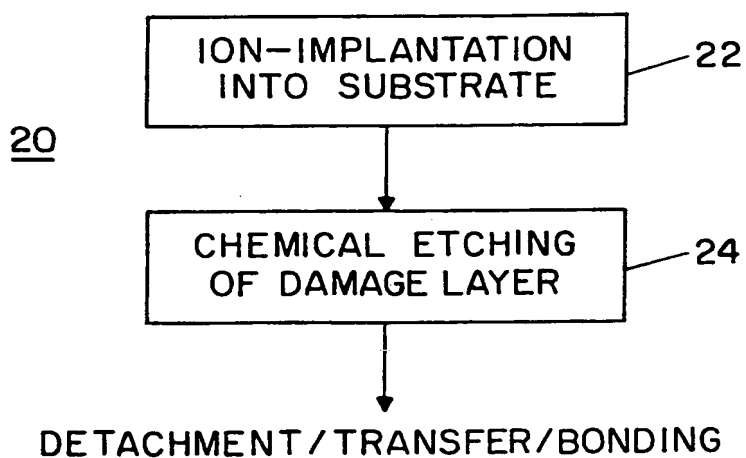 ION-IMPLANTATION
INTO SUBSTRATE
22
20
CHEMICAL ETCHING
OF DAMAGE LAYER
24
DETACHMENT/TRANSFER/BONDING